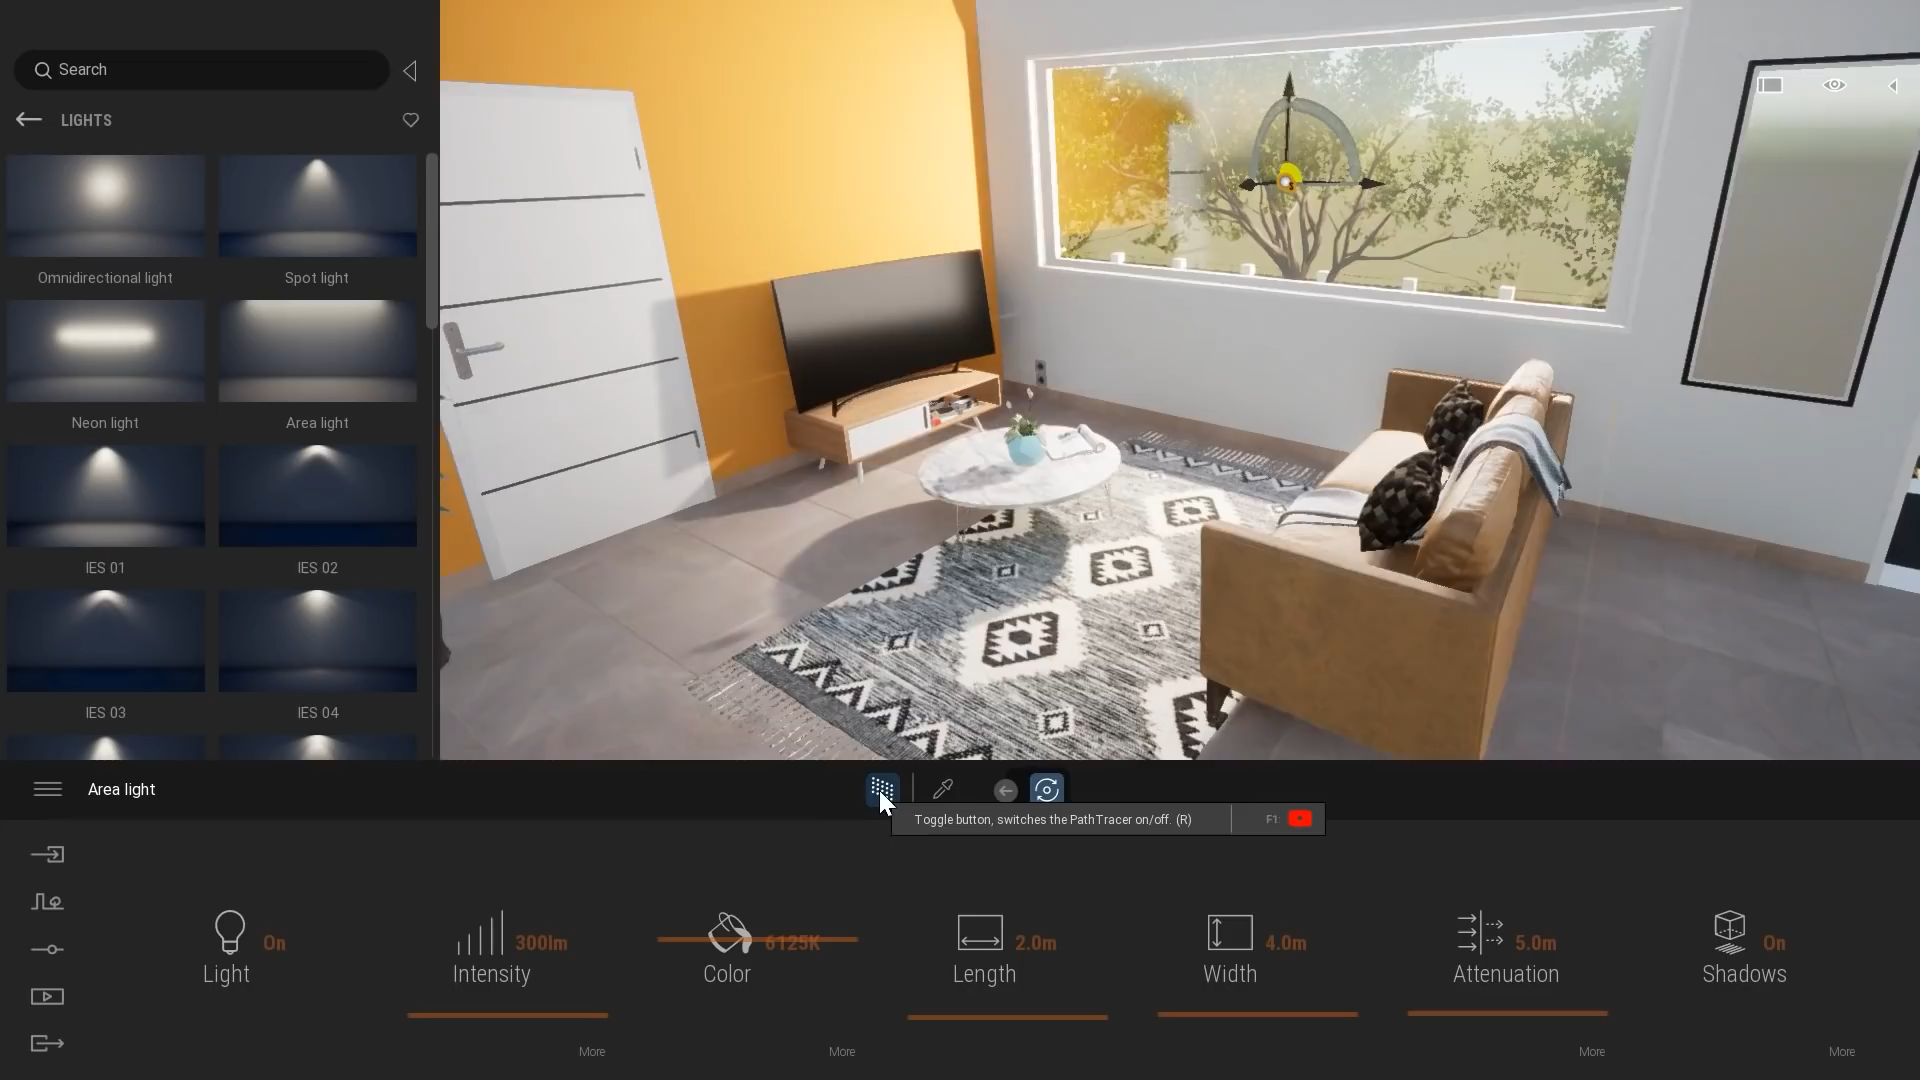 Search
LIGHTS
Omnidirectional light
Spot light
Neon light
Area light
IES 01
IES 02
IES 03
IES 04
Area light
Toggle button, switches the PathTracer on/off. (R)
F1:
On
Light
300lm
Intensity
6125K
Color
2.0m
Length
4.0m
Width
5.0m
Attenuation
On
Shadows
More
More
More
More